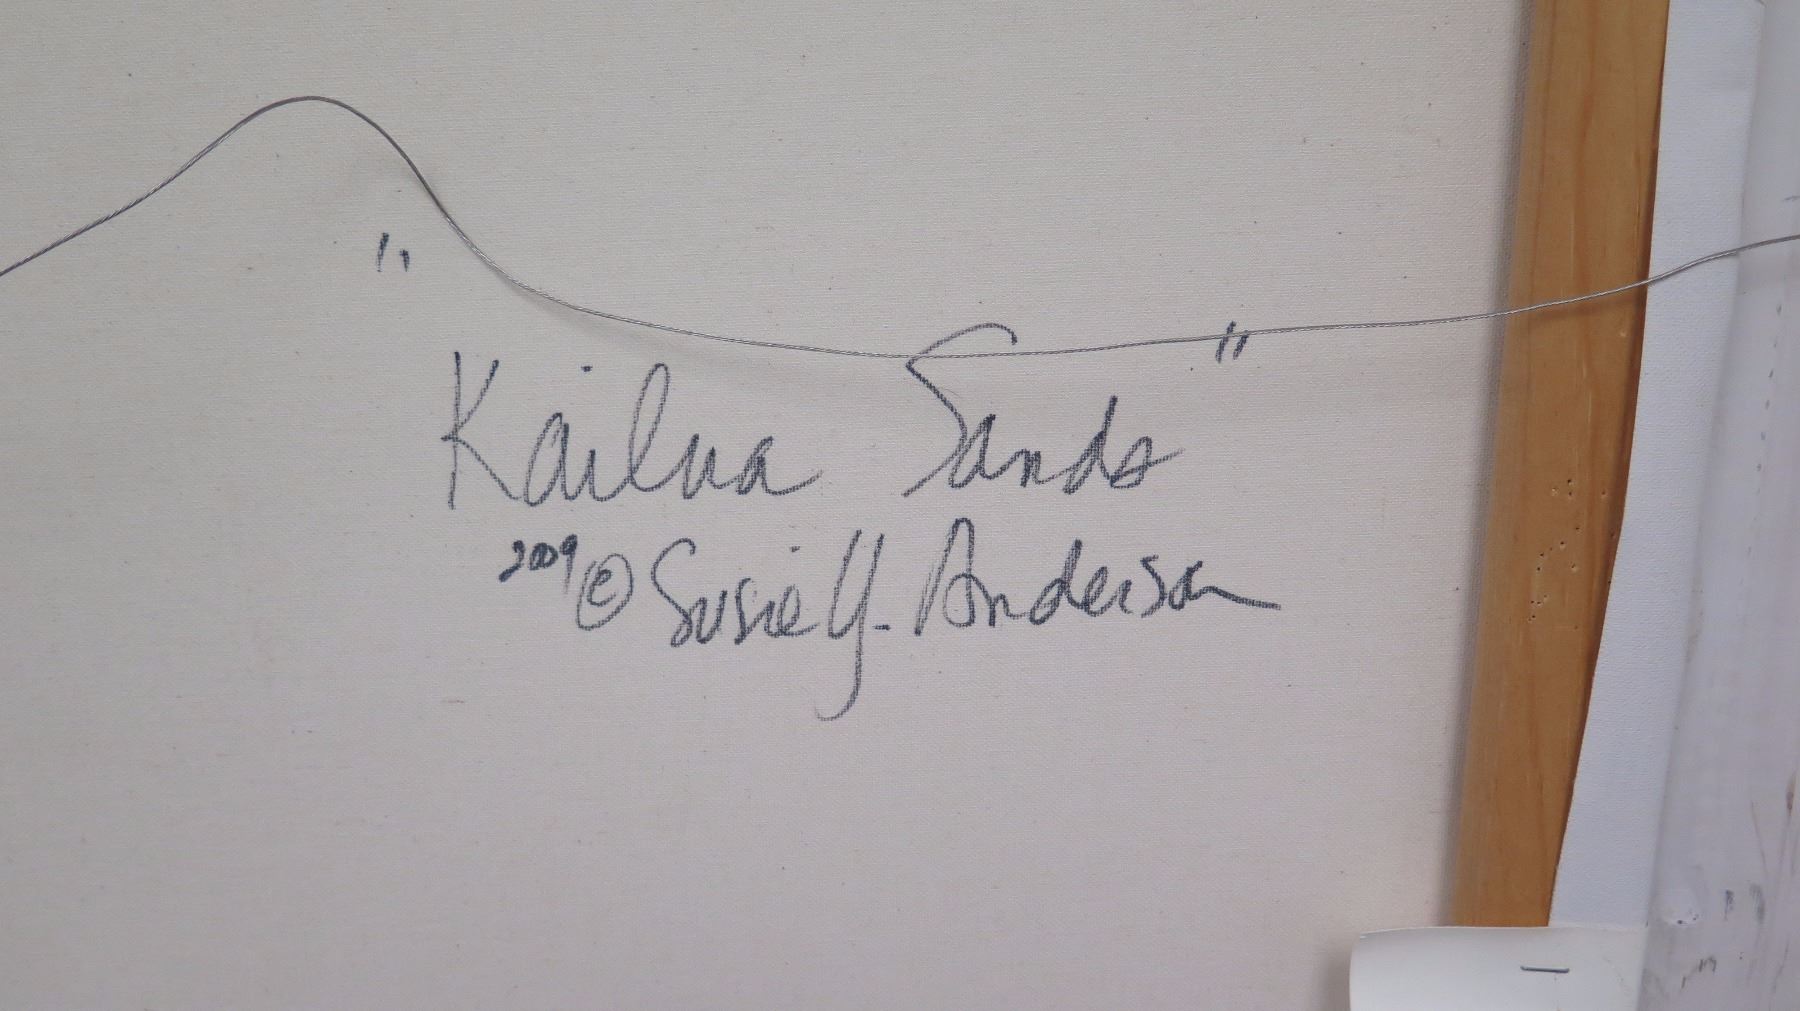 "Kailua Sands"
2009 © Susie Y. Anderson